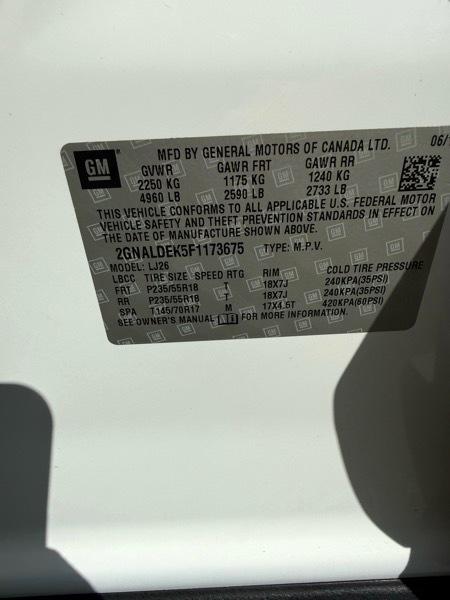 GM
MFD BY GENERAL MOTORS OF CANADA LTD. 06/
GVWR GAWR FRT GAWR RR
2250 KG 1175 KG 1240 KG
4960 LB 2590 LB 2733 LB
THIS VEHICLE CONFORMS TO ALL APPLICABLE U.S. FEDERAL MOTOR
VEHICLE SAFETY AND THEFT PREVENTION STANDARDS IN EFFECT ON
THE DATE OF MANUFACTURE SHOWN ABOVE.
2GNALDEK5F1173675 TYPE: M.P.V.
MODEL: LJ26
LBCC TIRE SIZE SPEED RTG RIM COLD TIRE PRESSURE
FRT P235/55R18 T 18X7J 240KPA(35PSI)
RR P235/55R18 T 18X7J 240KPA(35PSI)
SPA T145/70R17 M 17X4.5T 420KPA(60PSI)
SEE OWNER'S MANUAL FOR MORE INFORMATION.